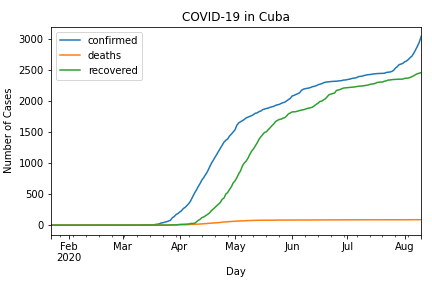 COVID-19 in Cuba
confirmed
deaths
recovered
Number of Cases
3000
2500
2000
1500
1000
500
0
Feb
2020
Mar
Apr
May
Jun
Jul
Aug
Day